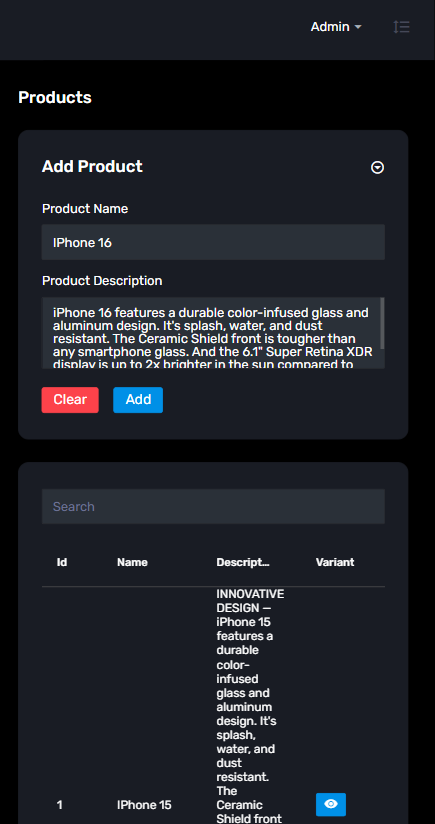 Admin
Products
Add Product
Product Name
IPhone 16
Product Description
iPhone 16 features a durable color-infused glass and
aluminum design. It's splash, water, and dust
resistant. The Ceramic Shield front is tougher than
any smartphone glass. And the 6.1" Super Retina XDR
display is up to 2x brighter in the sun compared to
Clear Add
Search
Id Name Descript... Variant
INNOVATIVE
DESIGN —
iPhone 15
features a
durable
color-
infused
glass and
aluminum
design. It's
splash,
water, and
dust
resistant.
The
1 IPhone 15 Ceramic
Shield front